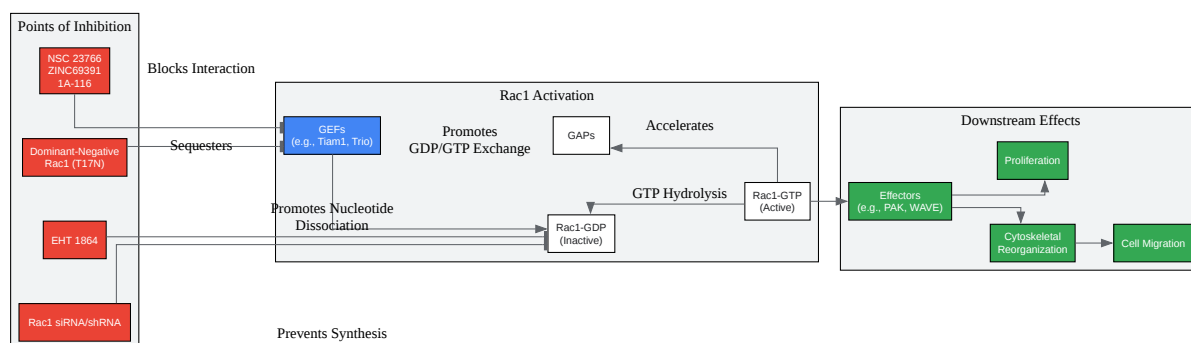 Points of Inhibition
NSC 23766
ZINC69391
1A-116
Dominant-Negative
Rac1 (T17N)
EHT 1864
Rac1 siRNA/shRNA
Blocks Interaction
Sequesters
Promotes Nucleotide
Dissociation
Prevents Synthesis
Rac1 Activation
GEFs
(e.g., Tiam1, Trio)
Promotes
GDP/GTP Exchange
GAPs
Accelerates
GTP Hydrolysis
Rac1-GTP
(Active)
Rac1-GDP
(Inactive)
Downstream Effects
Proliferation
Effectors
(e.g., PAK, WAVE)
Cytoskeletal
Reorganization
Cell Migration